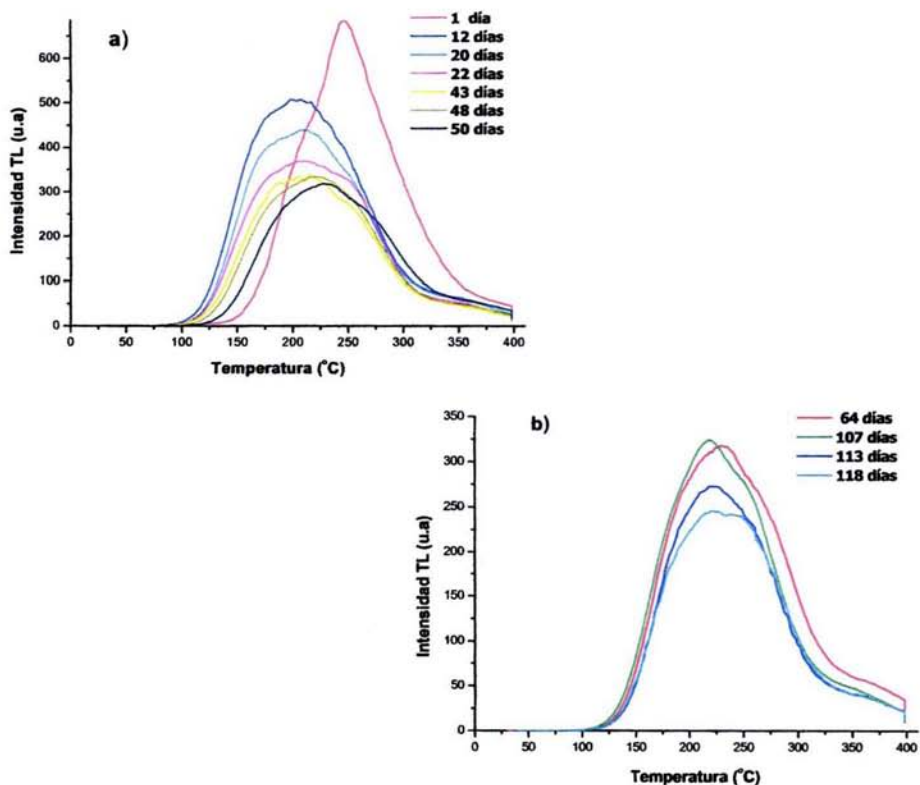 a)
1 día
12 días
20 días
22 días
43 días
48 días
50 días
Intensidad TL (u.a)
600
500
400
300
200
100
0
0 50 100 150 200 250 300 350 400
Temperatura (°C)
b)
64 días
107 días
113 días
118 días
Intensidad TL (u.a)
350
300
250
200
150
100
50
0
0 50 100 150 200 250 300 350 400
Temperatura (°C)